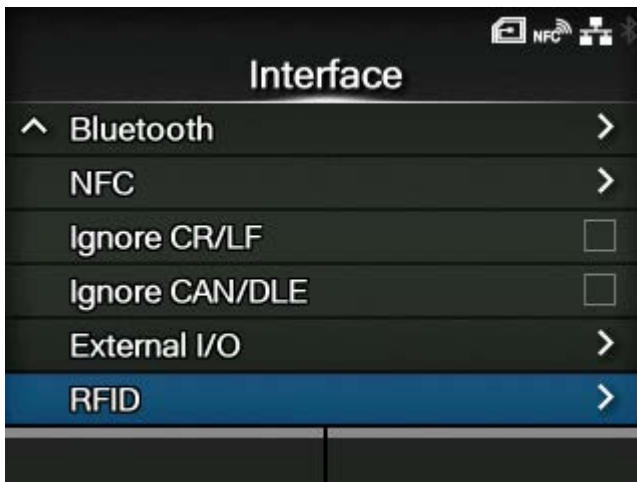 NFC
Interface
Bluetooth
NFC
Ignore CR/LF
Ignore CAN/DLE
External I/O
RFID